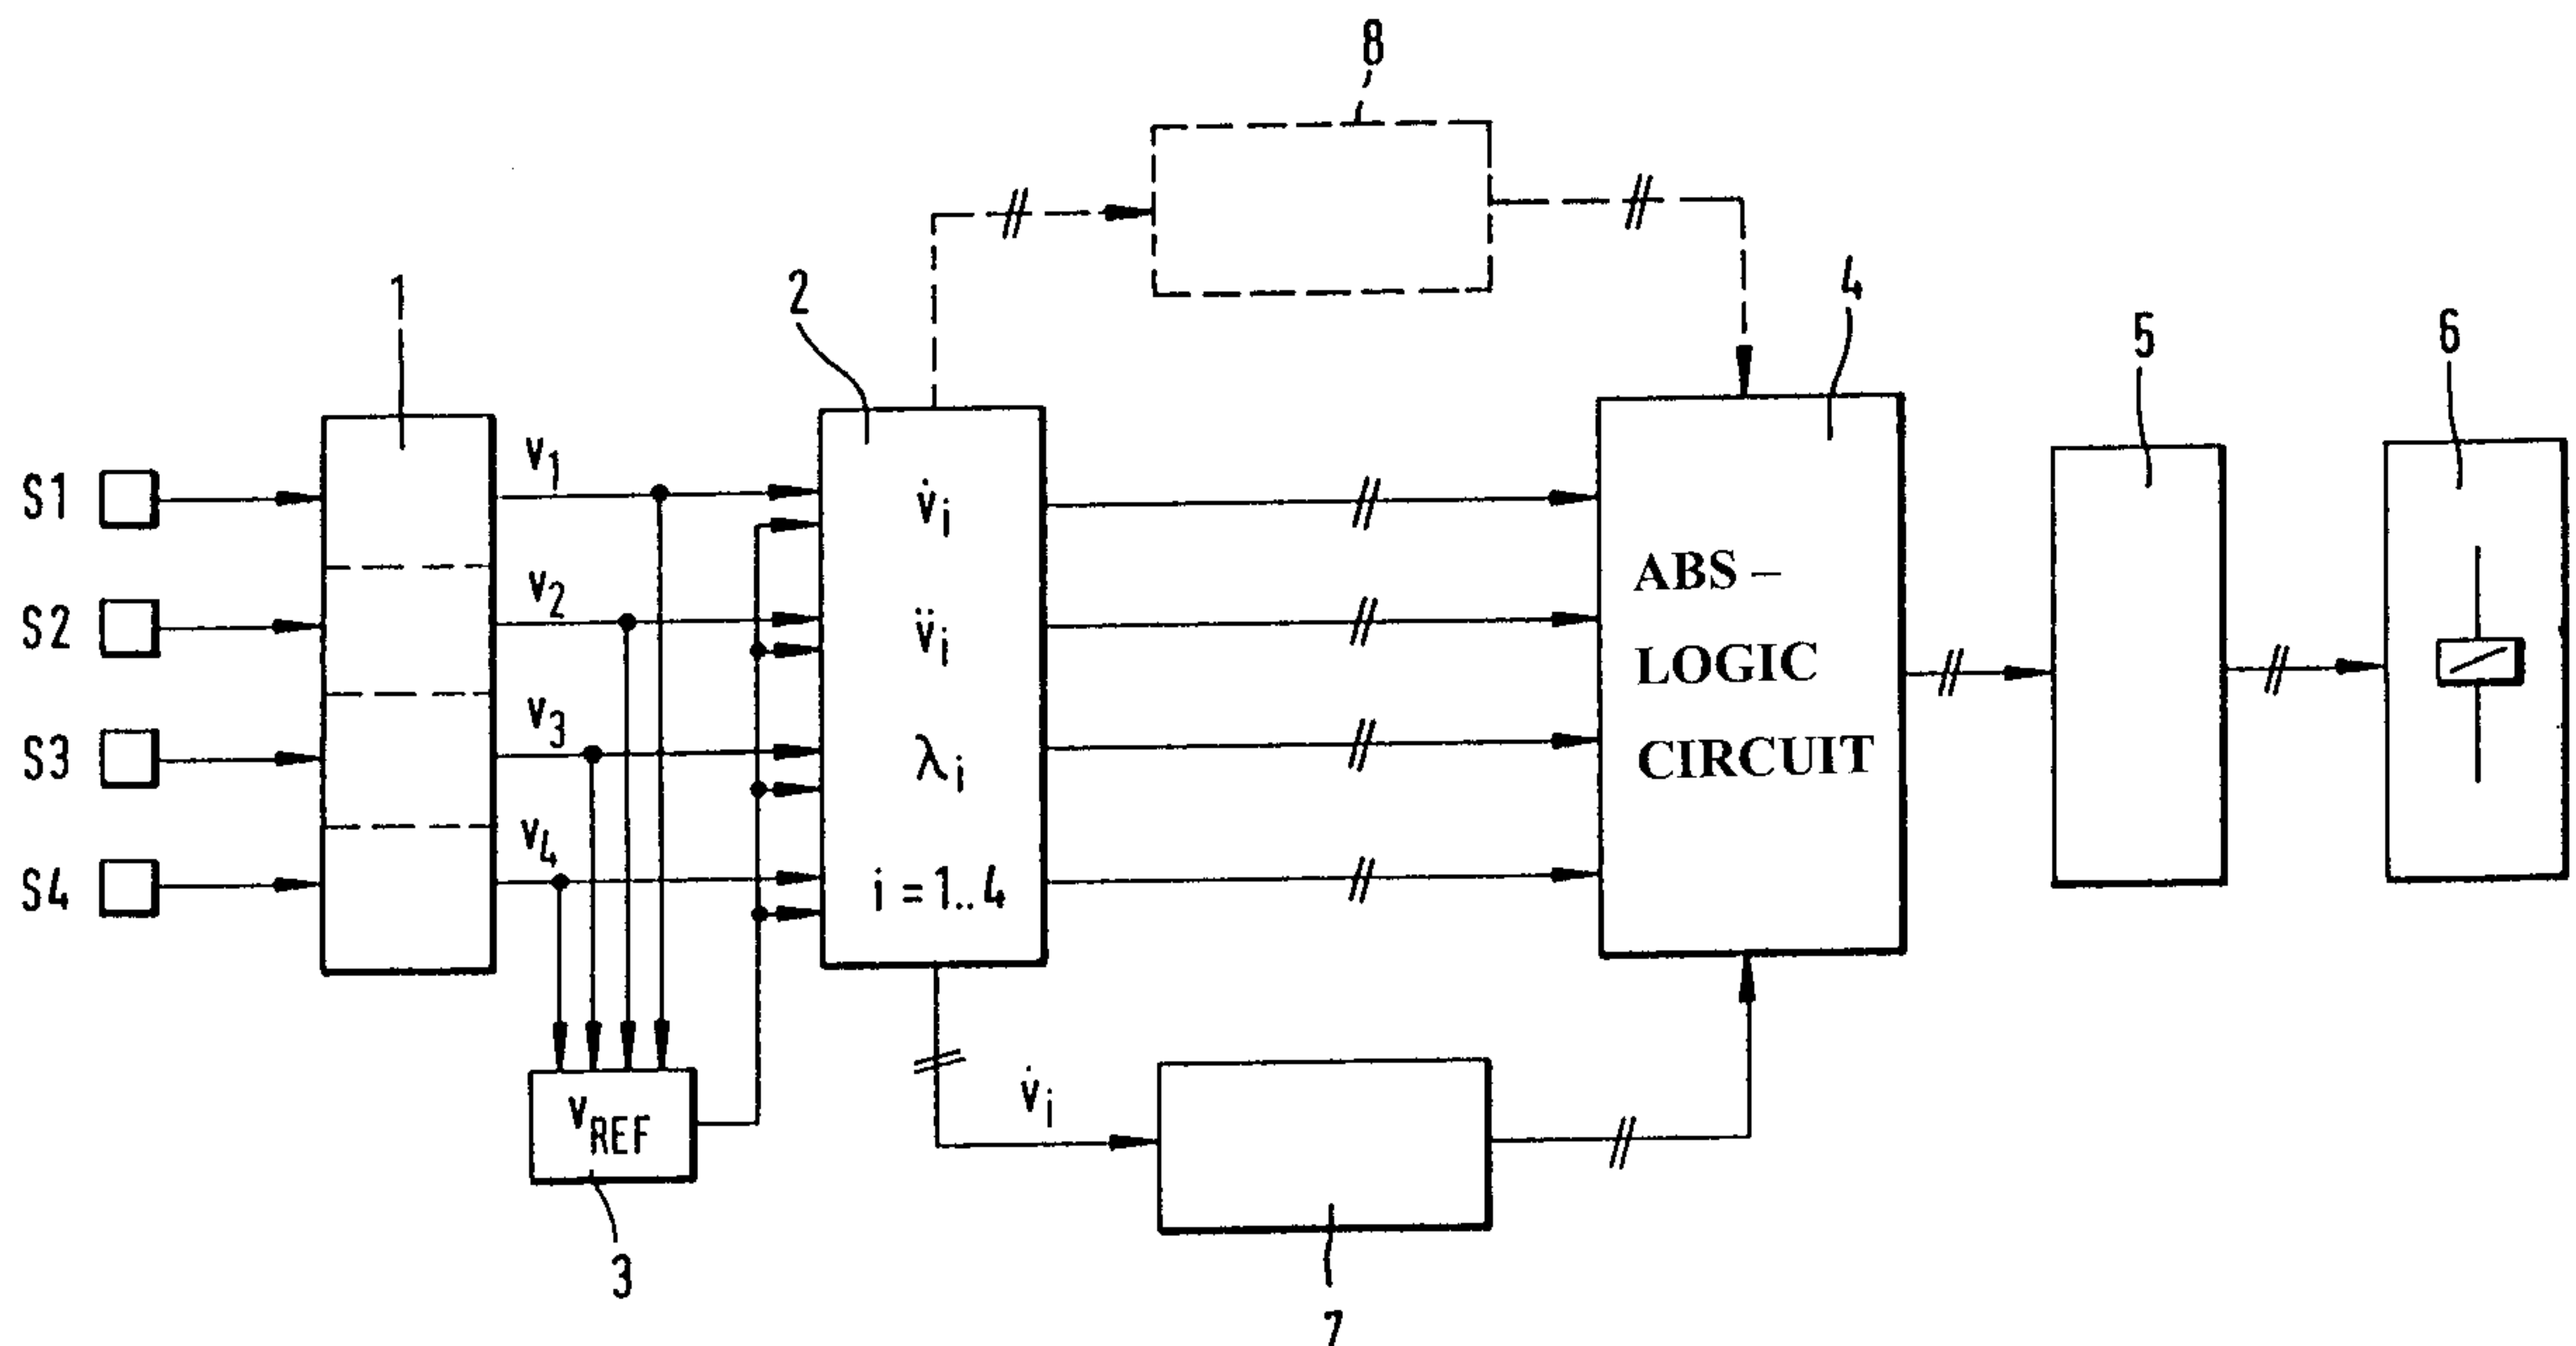 8
1
2
4
5
6
S1
v₁
v̇ᵢ
S2
v₂
v̈ᵢ
ABS –
LOGIC
CIRCUIT
S3
v₃
λᵢ
S4
v₄
i = 1..4
v̇ᵢ
v_REF
3
7